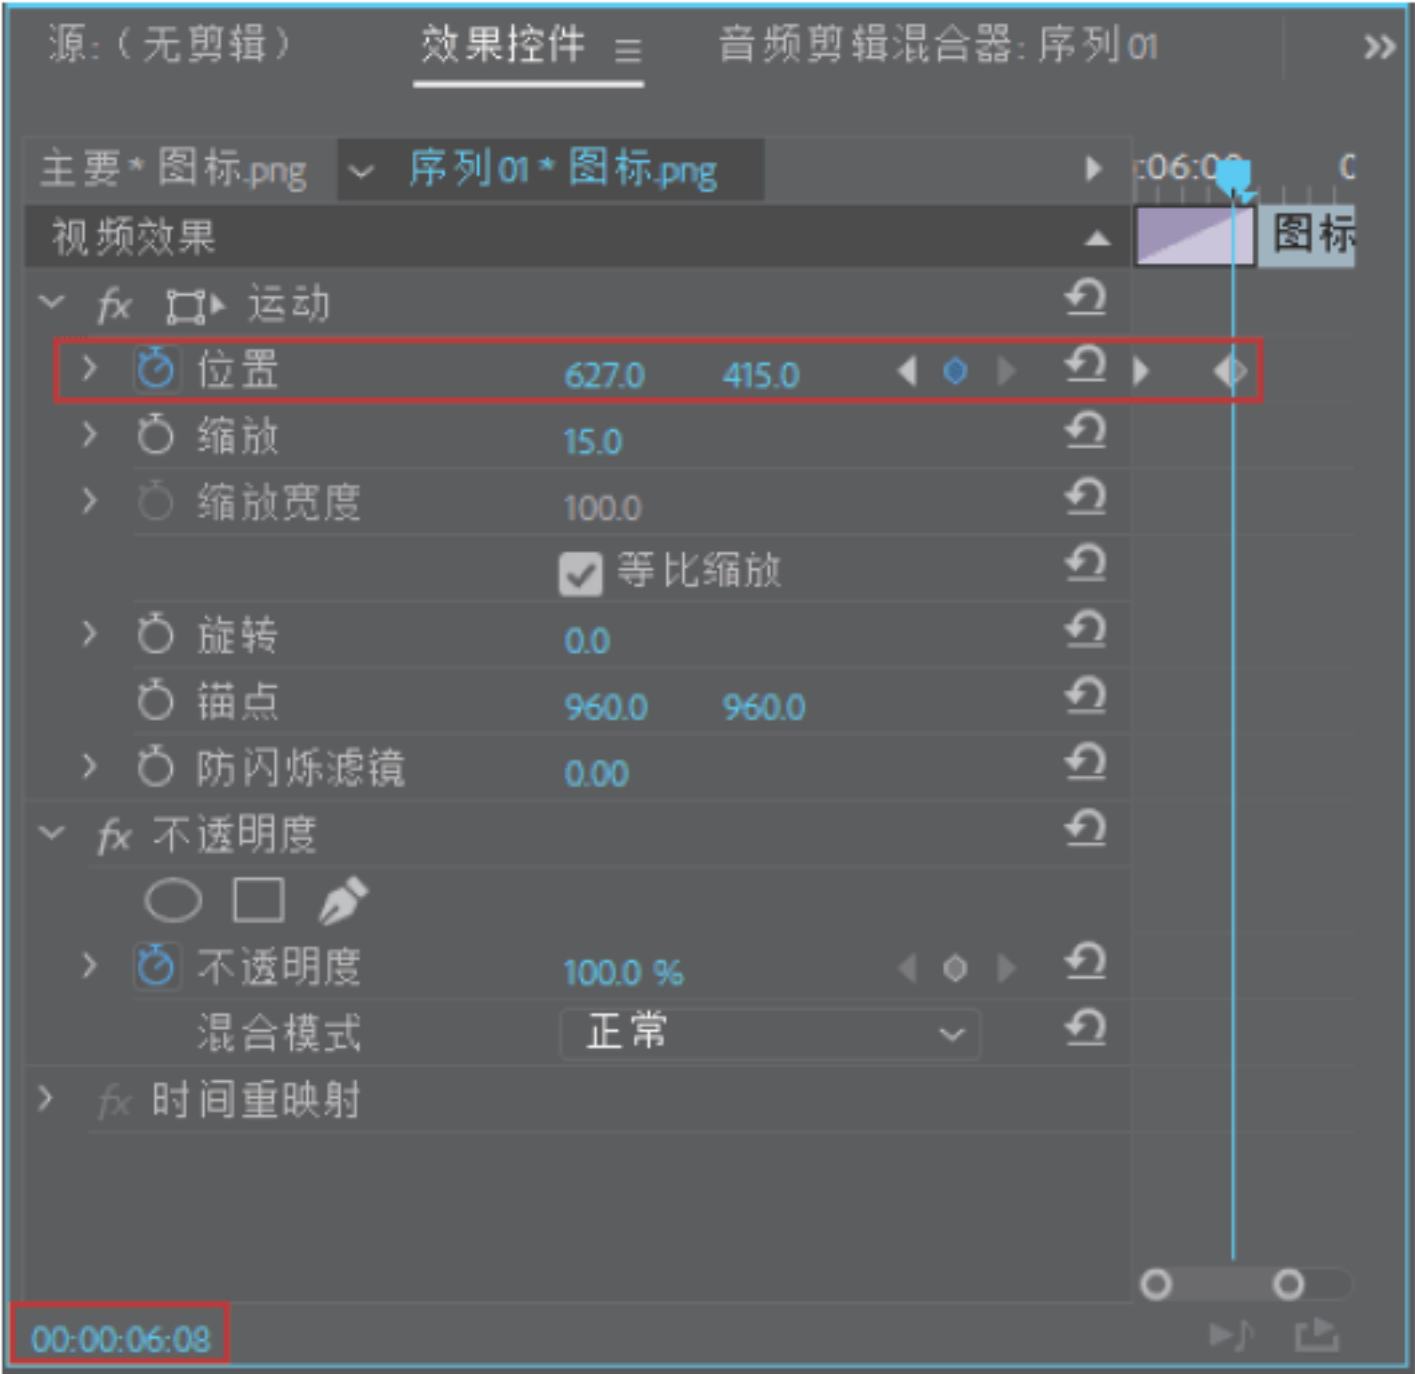 源:（无剪辑） 效果控件 音频剪辑混合器: 序列 01
主要 * 图标.png 序列 01 * 图标.png
视频效果 图标
fx 运动
位置 627.0 415.0
缩放 15.0
缩放宽度 100.0
等比缩放
旋转 0.0
锚点 960.0 960.0
防闪烁滤镜 0.00
fx 不透明度
不透明度 100.0 %
混合模式 正常
fx 时间重映射
00:00:06:08